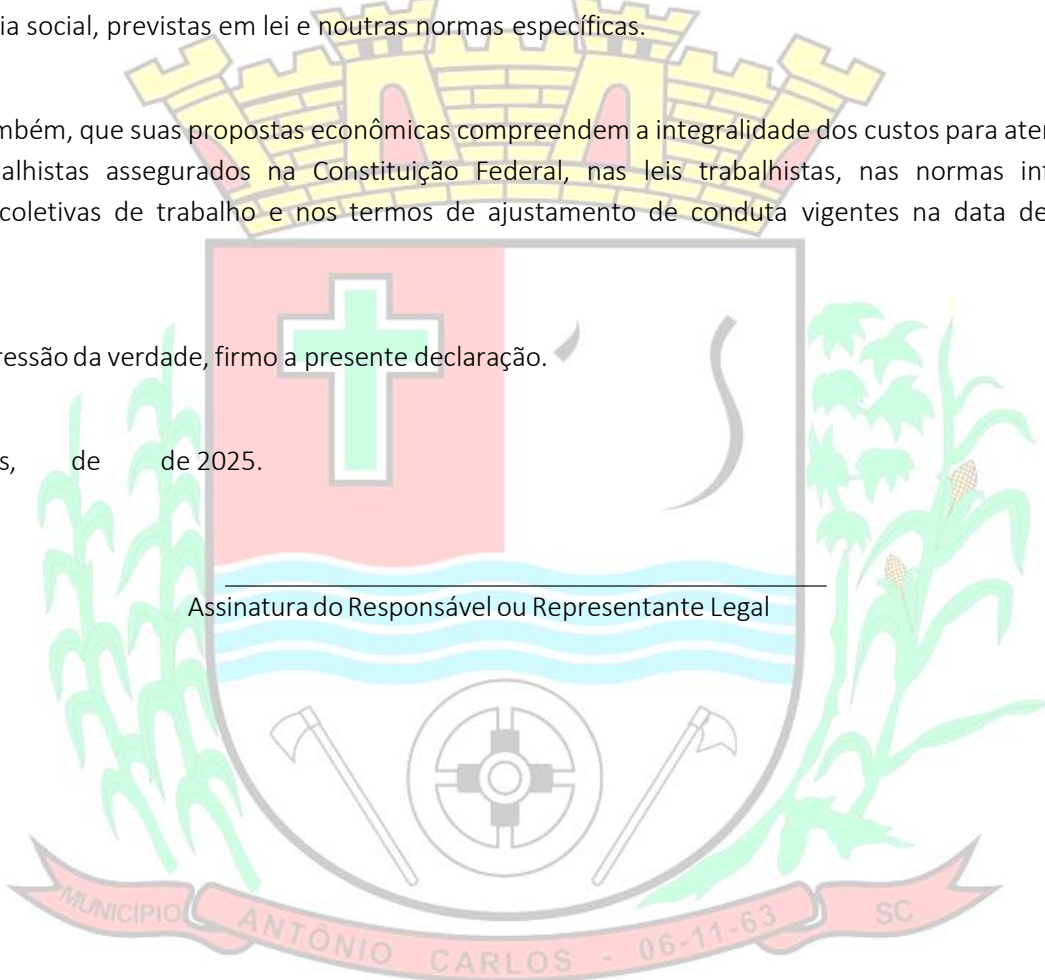 ia social, previstas em lei e noutras normas específicas.
mbém, que suas propostas econômicas compreendem a integralidade dos custos para ater
alhistas assegurados na Constituição Federal, nas leis trabalhistas, nas normas inf
coletivas de trabalho e nos termos de ajustamento de conduta vigentes na data de
ressão da verdade, firmo a presente declaração.
s, de de 2025.
Assinatura do Responsável ou Representante Legal
MUNICÍPIO ANTÔNIO CARLOS - 06-11-63 SC